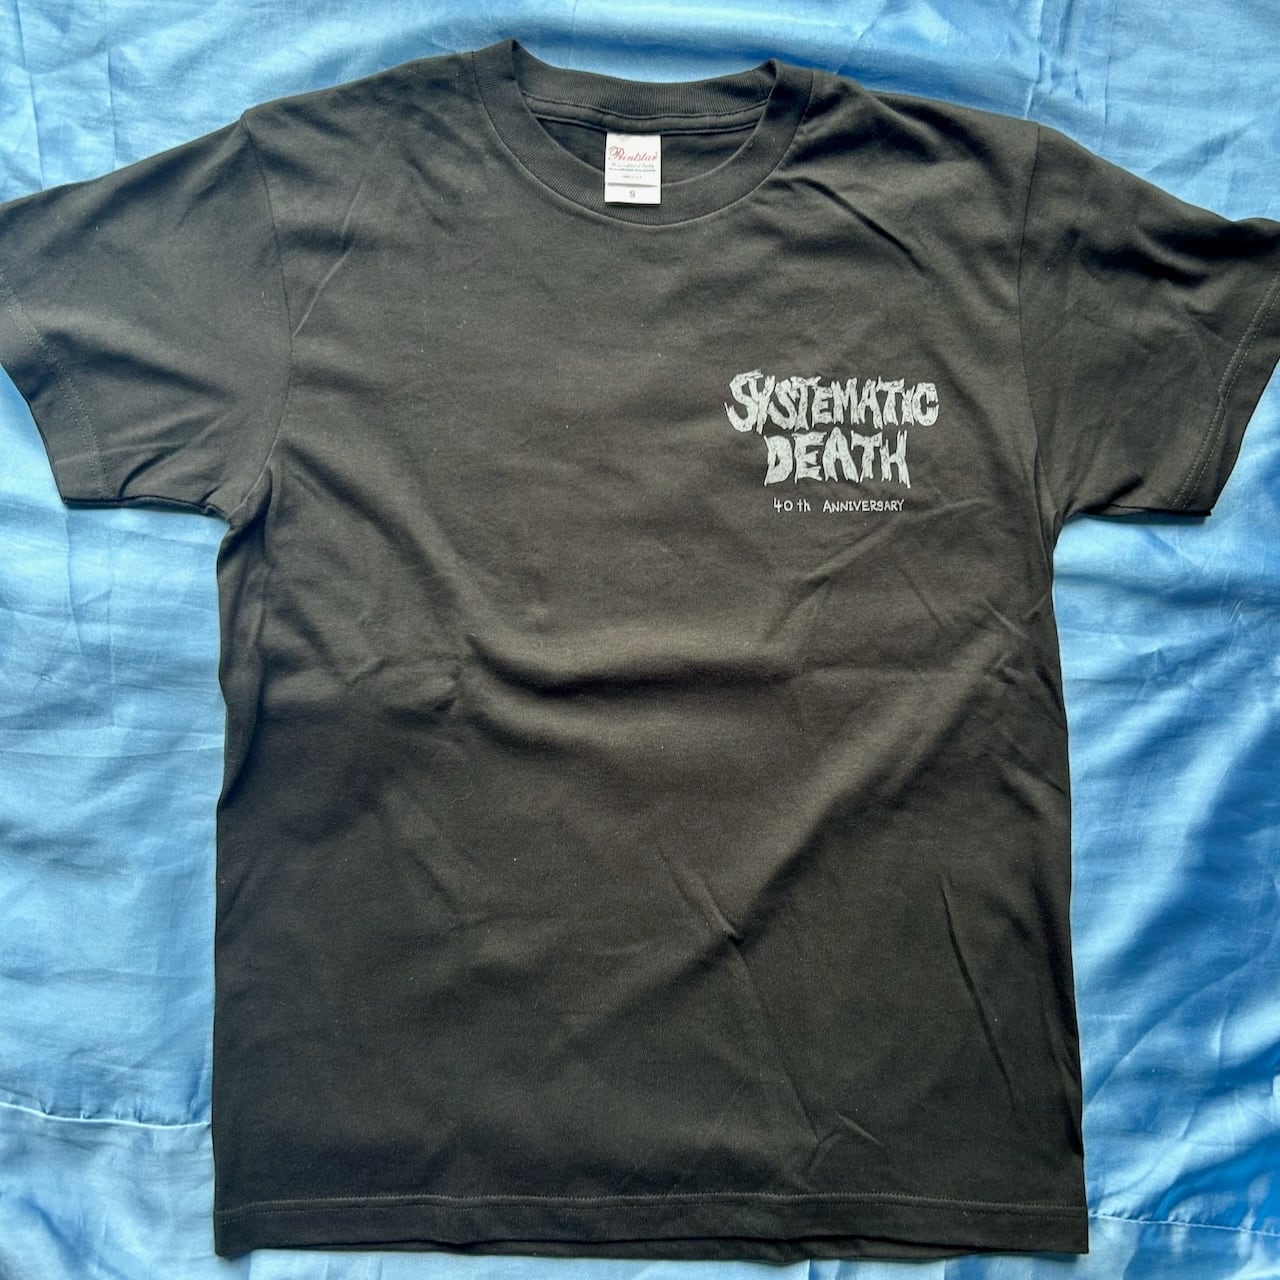 Printstar
S
SYSTEMATIC
DEATH
40th ANNIVERSARY